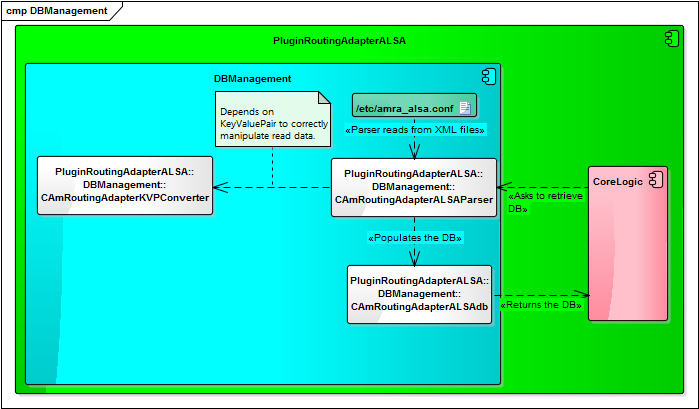 cmp DBManagement
PluginRoutingAdapterALSA
DBManagement
Depends on
KeyValuePair to correctly
manipulate read data.
/etc/amra_alsa.conf
«Parser reads from XML files»
PluginRoutingAdapterALSA::
DBManagement::
CAmRoutingAdapterKVPConverter
PluginRoutingAdapterALSA::
DBManagement::
CAmRoutingAdapterALSAParser
CoreLogic
«Asks to retrieve
DB»
«Populates the DB»
PluginRoutingAdapterALSA::
DBManagement::
CAmRoutingAdapterALSAdb
«Returns the DB»